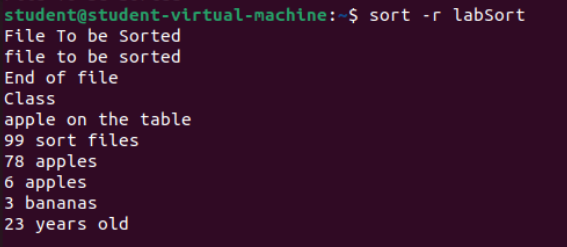 student@student-virtual-machine:~$ sort -r labSort
File To be Sorted
file to be sorted
End of file
Class
apple on the table
99 sort files
78 apples
6 apples
3 bananas
23 years old